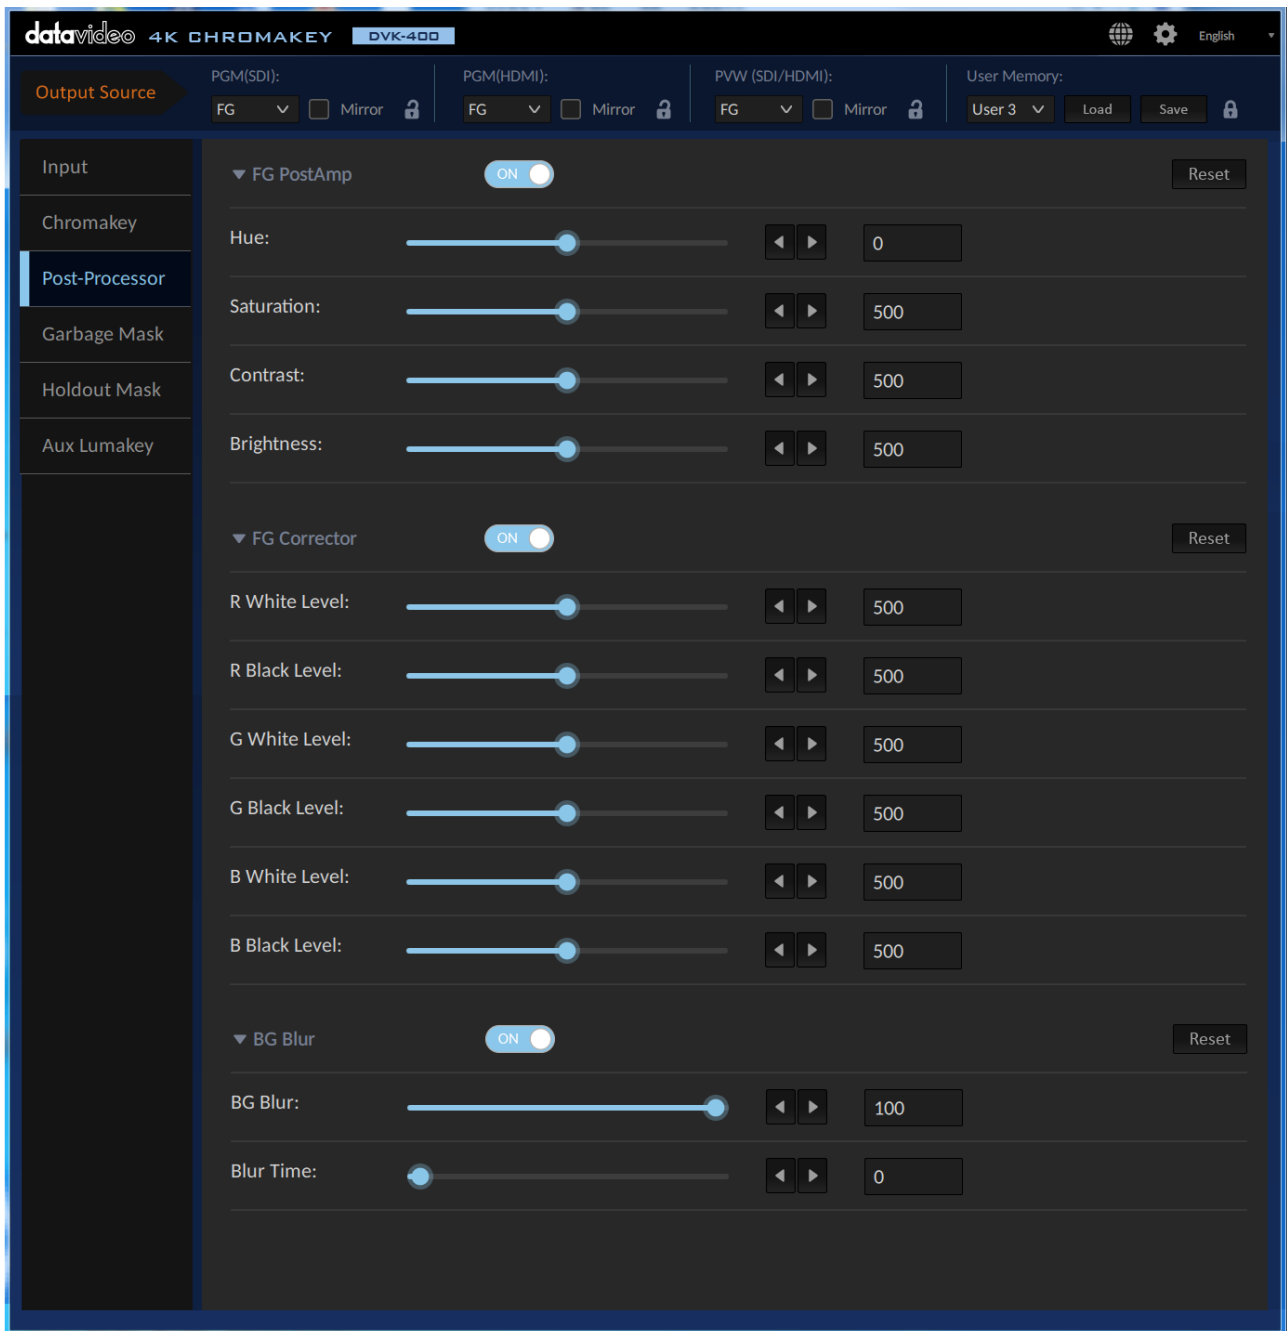 datavideo 4K CHROMAKEY DVK-400 English
Output Source
PGM(SDI): PGM(HDMI): PVW (SDI/HDMI): User Memory:
FG Mirror FG Mirror FG Mirror User 3 Load Save
Input
Chromakey
Post-Processor
Garbage Mask
Holdout Mask
Aux Lumakey
FG PostAmp ON Reset
Hue: 0
Saturation: 500
Contrast: 500
Brightness: 500
FG Corrector ON Reset
R White Level: 500
R Black Level: 500
G White Level: 500
G Black Level: 500
B White Level: 500
B Black Level: 500
BG Blur ON Reset
BG Blur: 100
Blur Time: 0